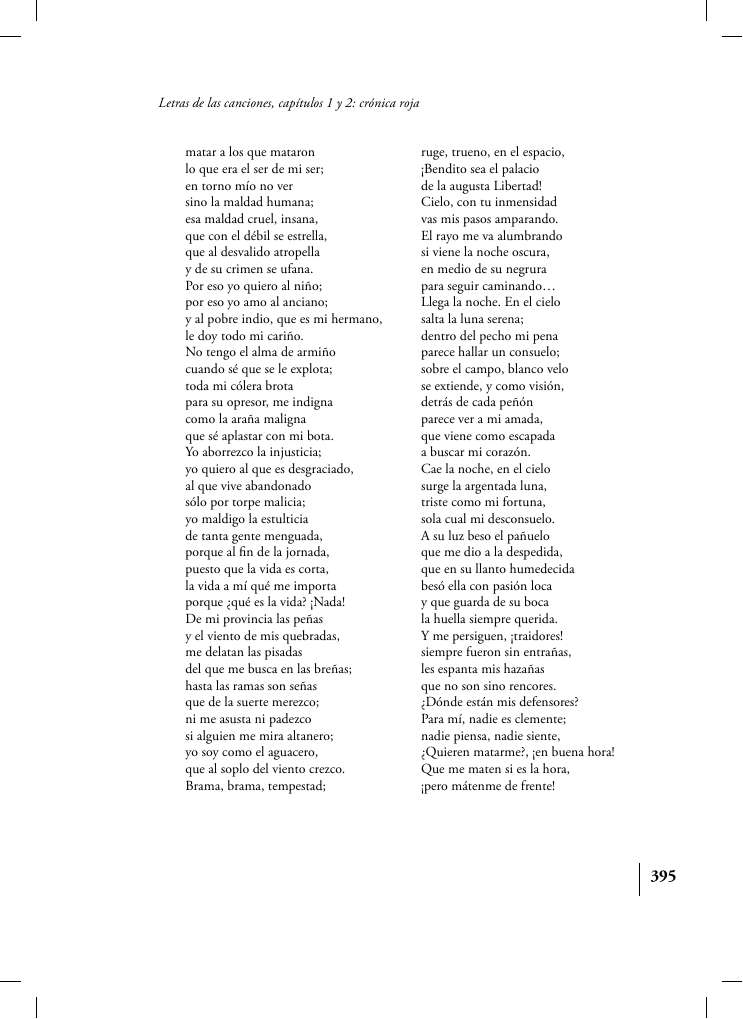 Letras de las canciones, capítulos 1 y 2: crónica roja
matar a los que mataron
lo que era el ser de mi ser;
en torno mío no ver
sino la maldad humana;
esa maldad cruel, insana,
que con el débil se estrella,
que al desvalido atropella
y de su crimen se ufana.
Por eso yo quiero al niño;
por eso yo amo al anciano;
y al pobre indio, que es mi hermano,
le doy todo mi cariño.
No tengo el alma de armiño
cuando sé que se le explota;
toda mi cólera brota
para su opresor, me indigna
como la araña maligna
que sé aplastar con mi bota.
Yo aborrezco la injusticia;
yo quiero al que es desgraciado,
al que vive abandonado
sólo por torpe malicia;
yo maldigo la estulticia
de tanta gente menguada,
porque al fin de la jornada,
puesto que la vida es corta,
la vida a mí qué me importa
porque ¿qué es la vida? ¡Nada!
De mi provincia las peñas
y el viento de mis quebradas,
me delatan las pisadas
del que me busca en las breñas;
hasta las ramas son señas
que de la suerte merezco;
ni me asusta ni padezco
si alguien me mira altanero;
yo soy como el aguacero,
que al soplo del viento crezco.
Brama, brama, tempestad;
ruge, trueno, en el espacio,
¡Bendito sea el palacio
de la augusta Libertad!
Cielo, con tu inmensidad
vas mis pasos amparando.
El rayo me va alumbrando
si viene la noche oscura,
en medio de su negrura
para seguir caminando…
Llega la noche. En el cielo
salta la luna serena;
dentro del pecho mi pena
parece hallar un consuelo;
sobre el campo, blanco velo
se extiende, y como visión,
detrás de cada peñón
parece ver a mi amada,
que viene como escapada
a buscar mi corazón.
Cae la noche, en el cielo
surge la argentada luna,
triste como mi fortuna,
sola cual mi desconsuelo.
A su luz beso el pañuelo
que me dio a la despedida,
que en su llanto humedecida
besó ella con pasión loca
y que guarda de su boca
la huella siempre querida.
Y me persiguen, ¡traidores!
siempre fueron sin entrañas,
les espanta mis hazañas
que no son sino rencores.
¿Dónde están mis defensores?
Para mí, nadie es clemente;
nadie piensa, nadie siente,
¿Quieren matarme?, ¡en buena hora!
Que me maten si es la hora,
¡pero mátenme de frente!
395